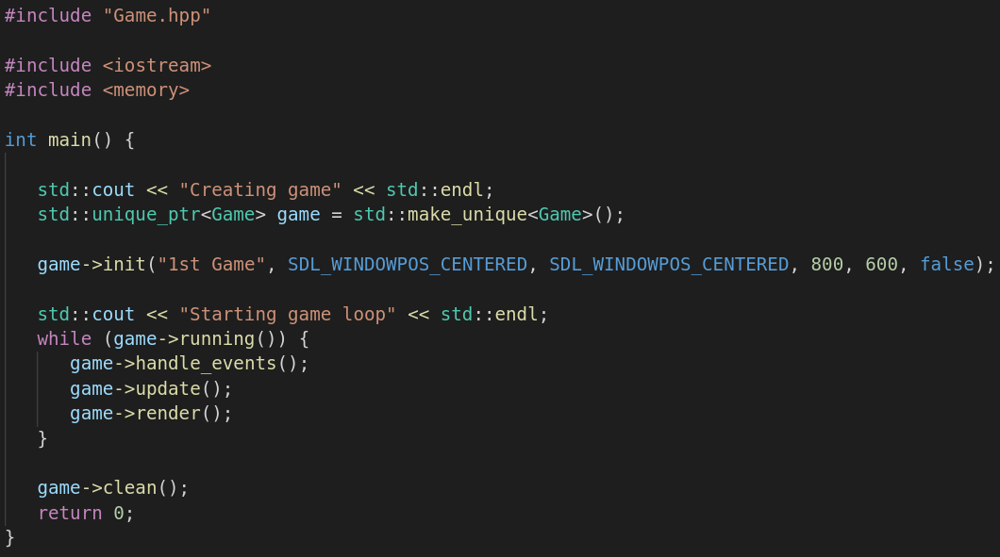 #include "Game.hpp"
#include <iostream>
#include <memory>
int main() {
std::cout << "Creating game" << std::endl;
std::unique_ptr<Game> game = std::make_unique<Game>();
game->init("1st Game", SDL_WINDOWPOS_CENTERED, SDL_WINDOWPOS_CENTERED, 800, 600, false);
std::cout << "Starting game loop" << std::endl;
while (game->running()) {
game->handle_events();
game->update();
game->render();
}
game->clean();
return 0;
}